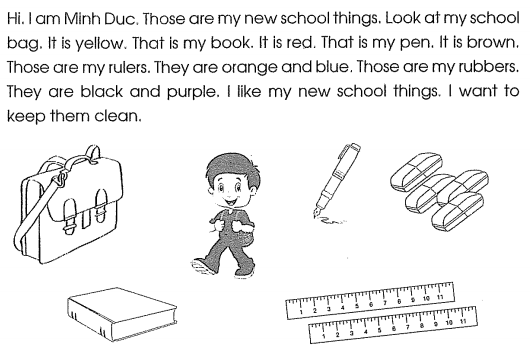 Hi. I am Minh Duc. Those are my new school things. Look at my school
bag. It is yellow. That is my book. It is red. That is my pen. It is brown.
Those are my rulers. They are orange and blue. Those are my rubbers.
They are black and purple. I like my new school things. I want to
keep them clean.
1 2 3 4 5 6 7 8 9 10 11
1 2 3 4 5 6 7 8 9 10 11